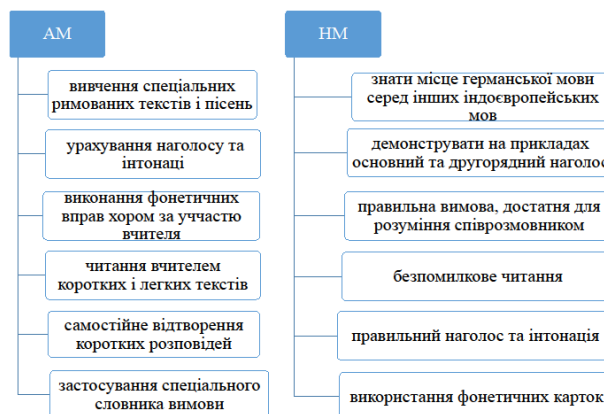 АМ
вивчення спеціальних
римованих текстів і пісень
урахування наголосу та
інтонаці
виконання фонетичних
вправ хором за уччастю
вчителя
читання вчителем
коротких і легких текстів
самостійне відтворення
коротких розповідей
застосування спеціального
словника вимови
НМ
знати місце германської мови
серед інших індоєвропейських
мов
демонструвати на прикладах
основний та другорядний наголос
правильна вимова, достатня для
розуміння співрозмовником
безпомилкове читання
правильний наголос та інтонація
використання фонетичних карток